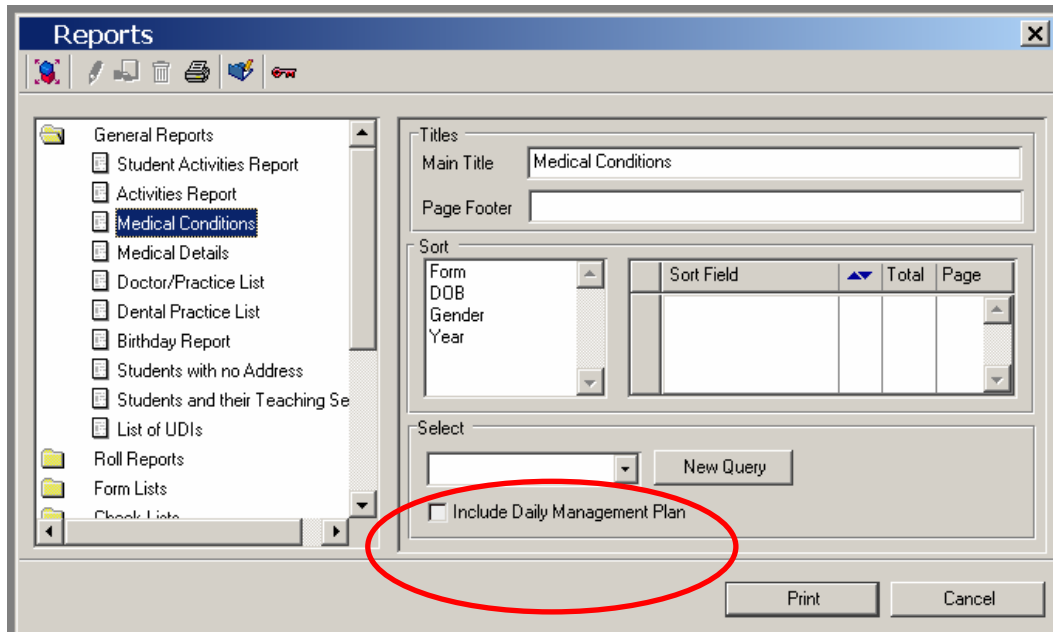 Reports
General Reports
Student Activities Report
Activities Report
Medical Conditions
Medical Details
Doctor/Practice List
Dental Practice List
Birthday Report
Students with no Address
Students and their Teaching Se
List of UDIs
Roll Reports
Form Lists
Check Lists
Titles
Main Title Medical Conditions
Page Footer
Sort
Form
DOB
Gender
Year
Sort Field Total Page
Select
New Query
Include Daily Management Plan
Print Cancel